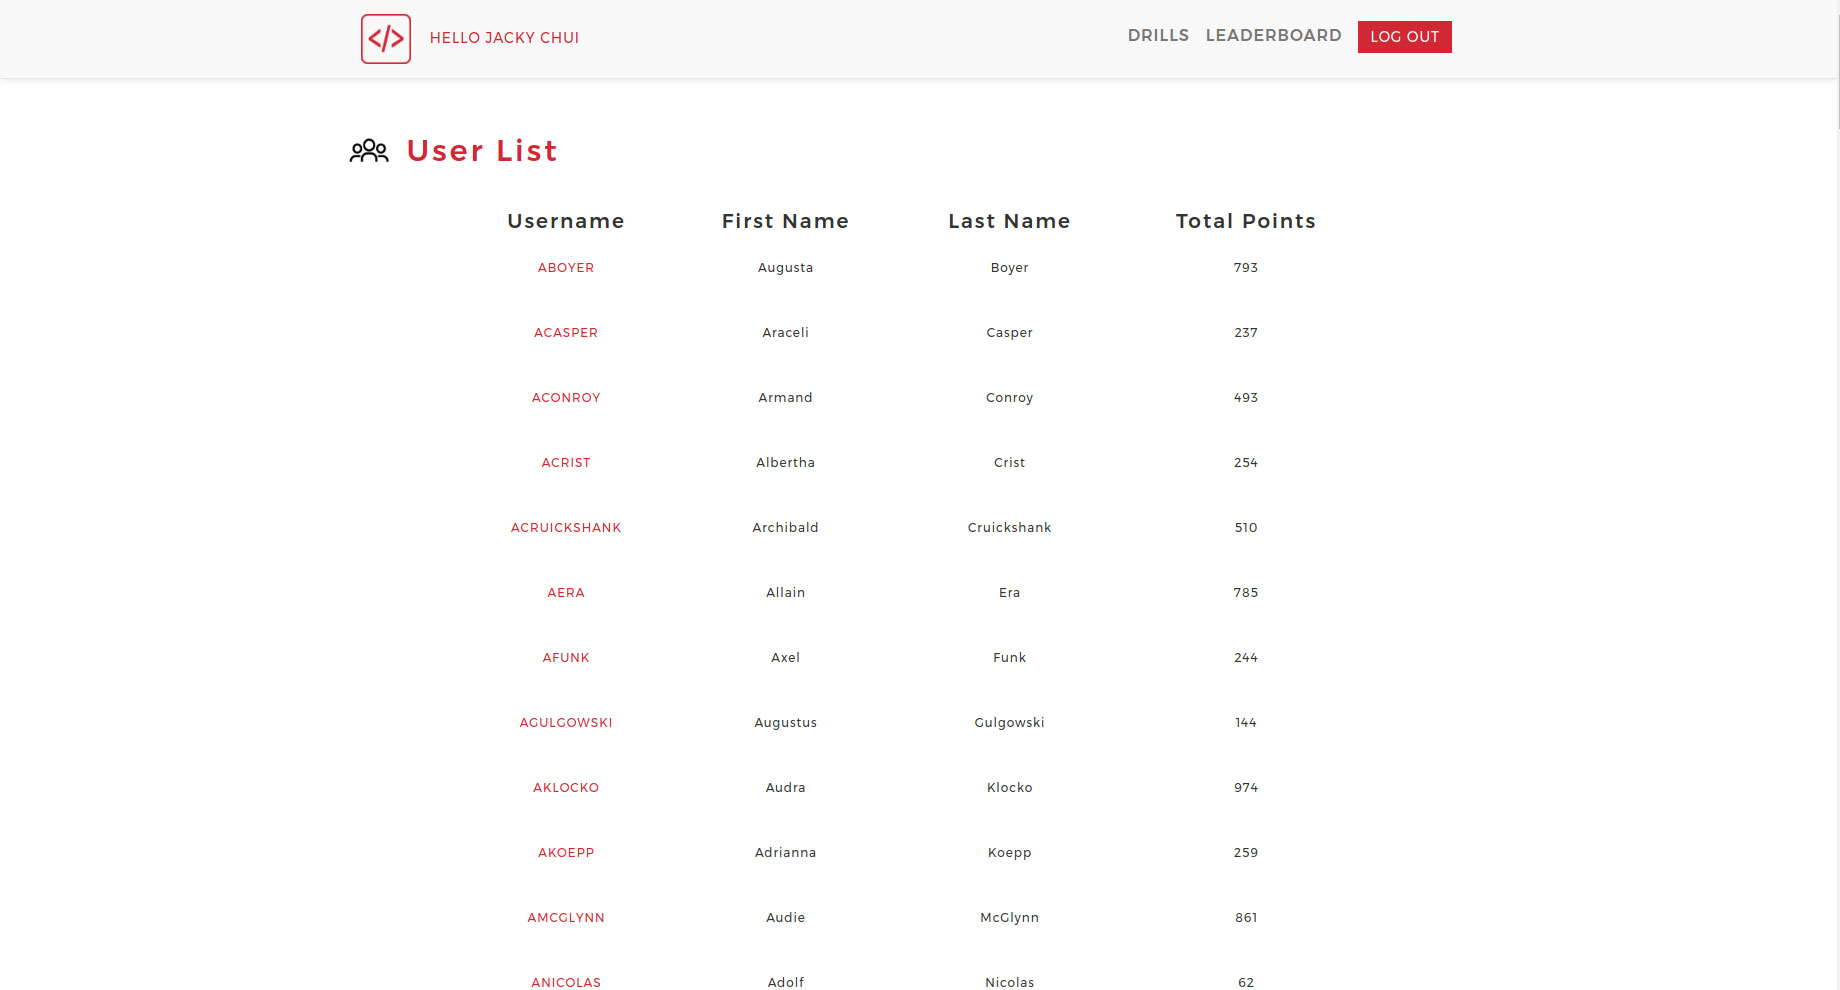 </> HELLO JACKY CHUI DRILLS LEADERBOARD LOG OUT
User List
Username First Name Last Name Total Points
ABOYER Augusta Boyer 793
ACASPER Araceli Casper 237
ACONROY Armand Conroy 493
ACRIST Albertha Crist 254
ACRUICKSHANK Archibald Cruickshank 510
AERA Allain Era 785
AFUNK Axel Funk 244
AGULGOWSKI Augustus Gulgowski 144
AKLOCKO Audra Klocko 974
AKOEPP Adrianna Koepp 259
AMCGLYNN Audie McGlynn 861
ANICOLAS Adolf Nicolas 62